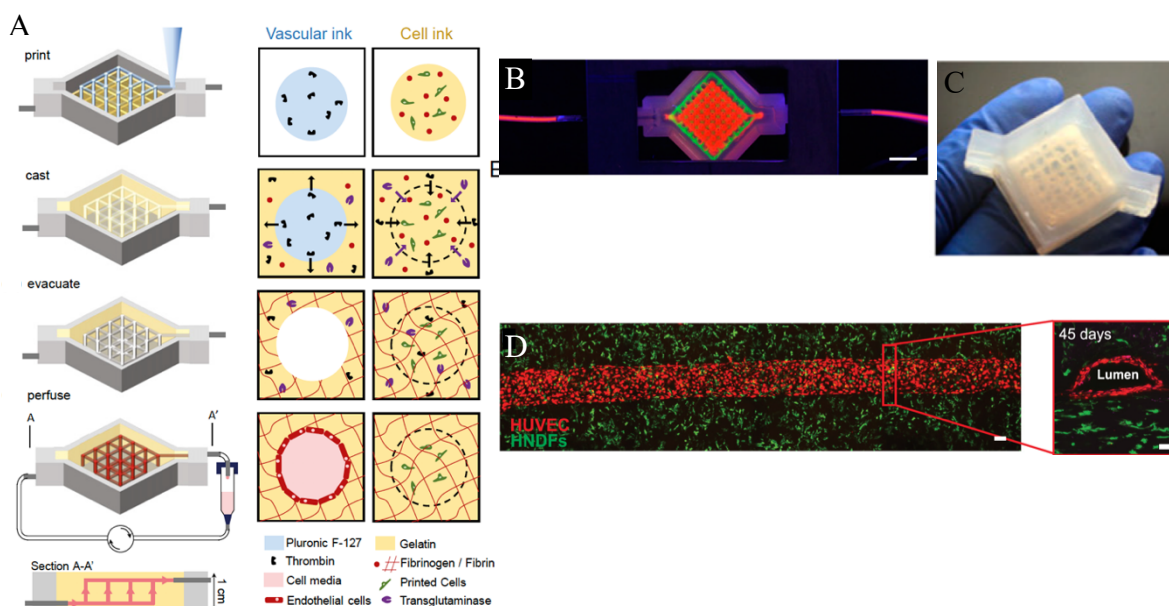 A
print
Vascular ink
Cell ink
cast
evacuate
perfuse
A
A'
Section A-A'
1 cm
Pluronic F-127
Thrombin
Cell media
Endothelial cells
Gelatin
Fibrinogen / Fibrin
Printed Cells
Transglutaminase
B
C
D
HUVEC
HNDFs
45 days
Lumen